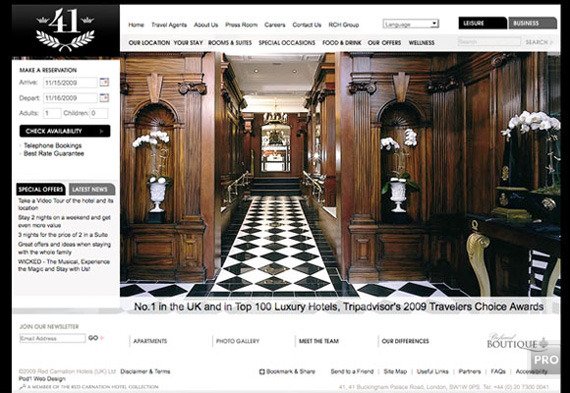 41
Home Travel Agents About Us Press Room Careers Contact Us RCH Group
Language
LEISURE
BUSINESS
OUR LOCATION YOUR STAY ROOMS & SUITES SPECIAL OCCASIONS FOOD & DRINK OUR OFFERS WELLNESS
Search
SEARCH
MAKE A RESERVATION
Arrive: 11/15/2009
Depart: 11/16/2009
Adults: 1 Children: 0
CHECK AVAILABILITY
Telephone Bookings
Best Rate Guarantee
SPECIAL OFFERS LATEST NEWS
Take a Video Tour of the hotel and its
location
Stay 2 nights on a weekend and get
even more value
3 nights for the price of 2 in a Suite
Great offers and ideas when staying
with the whole family
WICKED - The Musical, Experience
the Magic and Stay with Us!
No.1 in the UK and in Top 100 Luxury Hotels, Tripadvisor's 2009 Travelers Choice Awards
JOIN OUR NEWSLETTER
Email Address GO
APARTMENTS
PHOTO GALLERY
MEET THE TEAM
OUR DIFFERENCES
BOUTIQUE
PRO
©2009 Red Carnation Hotels (UK) Ltd Disclaimer & Terms
Bookmark & Share Send to a Friend | Site Map | Useful Links | Partners | FAQs | Accessibility
Pod1 Web Design
A MEMBER OF THE RED CARNATION HOTEL COLLECTION
41, 41 Buckingham Palace Road, London, SW1W 0PS. Tel: +44 (0) 20 7300 0041